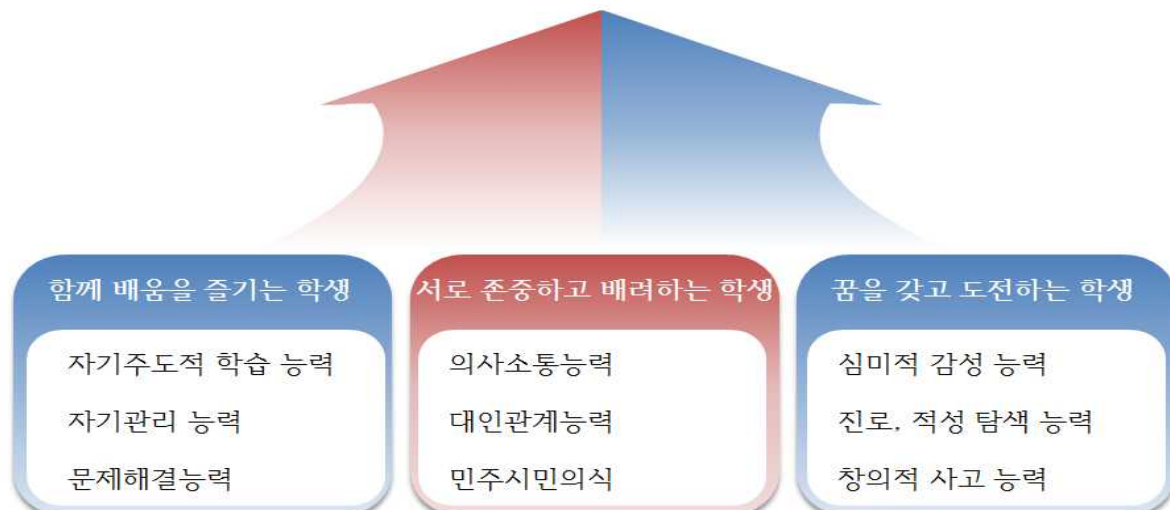 함께 배움을 즐기는 학생
자기주도적 학습 능력
자기관리 능력
문제해결능력
서로 존중하고 배려하는 학생
의사소통능력
대인관계능력
민주시민의식
꿈을 갖고 도전하는 학생
심미적 감성 능력
진로, 적성 탐색 능력
창의적 사고 능력